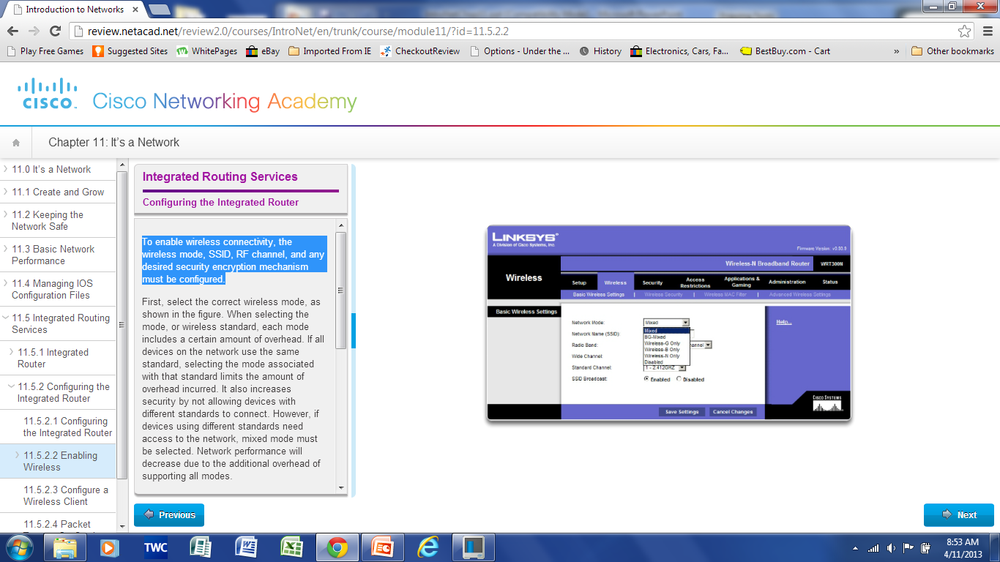 Introduction to Networks
review.netacad.net/review2.0/courses/IntroNet/en/trunk/course/module11/?id=11.5.2.2
Play Free Games
Suggested Sites
WhitePages
eBay
Imported From IE
CheckoutReview
Options - Under the ...
History
Electronics, Cars, Fa...
BestBuy.com - Cart
»
Other bookmarks
CISCO
Cisco Networking Academy
Chapter 11: It's a Network
11.0 It's a Network
11.1 Create and Grow
11.2 Keeping the
Network Safe
11.3 Basic Network
Performance
11.4 Managing IOS
Configuration Files
11.5 Integrated Routing
Services
11.5.1 Integrated
Router
11.5.2 Configuring the
Integrated Router
11.5.2.1 Configuring
the Integrated Router
11.5.2.2 Enabling
Wireless
11.5.2.3 Configure a
Wireless Client
11.5.2.4 Packet
Integrated Routing Services
Configuring the Integrated Router
To enable wireless connectivity, the
wireless mode, SSID, RF channel, and any
desired security encryption mechanism
must be configured.
First, select the correct wireless mode, as
shown in the figure. When selecting the
mode, or wireless standard, each mode
includes a certain amount of overhead. If all
devices on the network use the same
standard, selecting the mode associated
with that standard limits the amount of
overhead incurred. It also increases
security by not allowing devices with
different standards to connect. However, if
devices using different standards need
access to the network, mixed mode must
be selected. Network performance will
decrease due to the additional overhead of
supporting all modes.
Previous
Next
LINKSYS®
A Division of Cisco Systems, Inc.
Firmware Version: v0.93.8
Wireless-N Broadband Router WRT300N
Wireless
Setup
Wireless
Security
Access
Restrictions
Applications &
Gaming
Administration
Status
Basic Wireless Settings | Wireless Security | Wireless MAC Filter | Advanced Wireless Settings
Basic Wireless Settings
Network Mode: Mixed
Mixed
BG-Mixed
Wireless-G Only
Wireless-B Only
Wireless-N Only
Disabled
Network Name (SSID):
Radio Band:
Wide Channel:
Standard Channel: 1 - 2.412GHZ
SSID Broadcast: Enabled Disabled
Help...
CISCO SYSTEMS
Save Settings
Cancel Changes
TWC
8:53 AM
4/11/2013